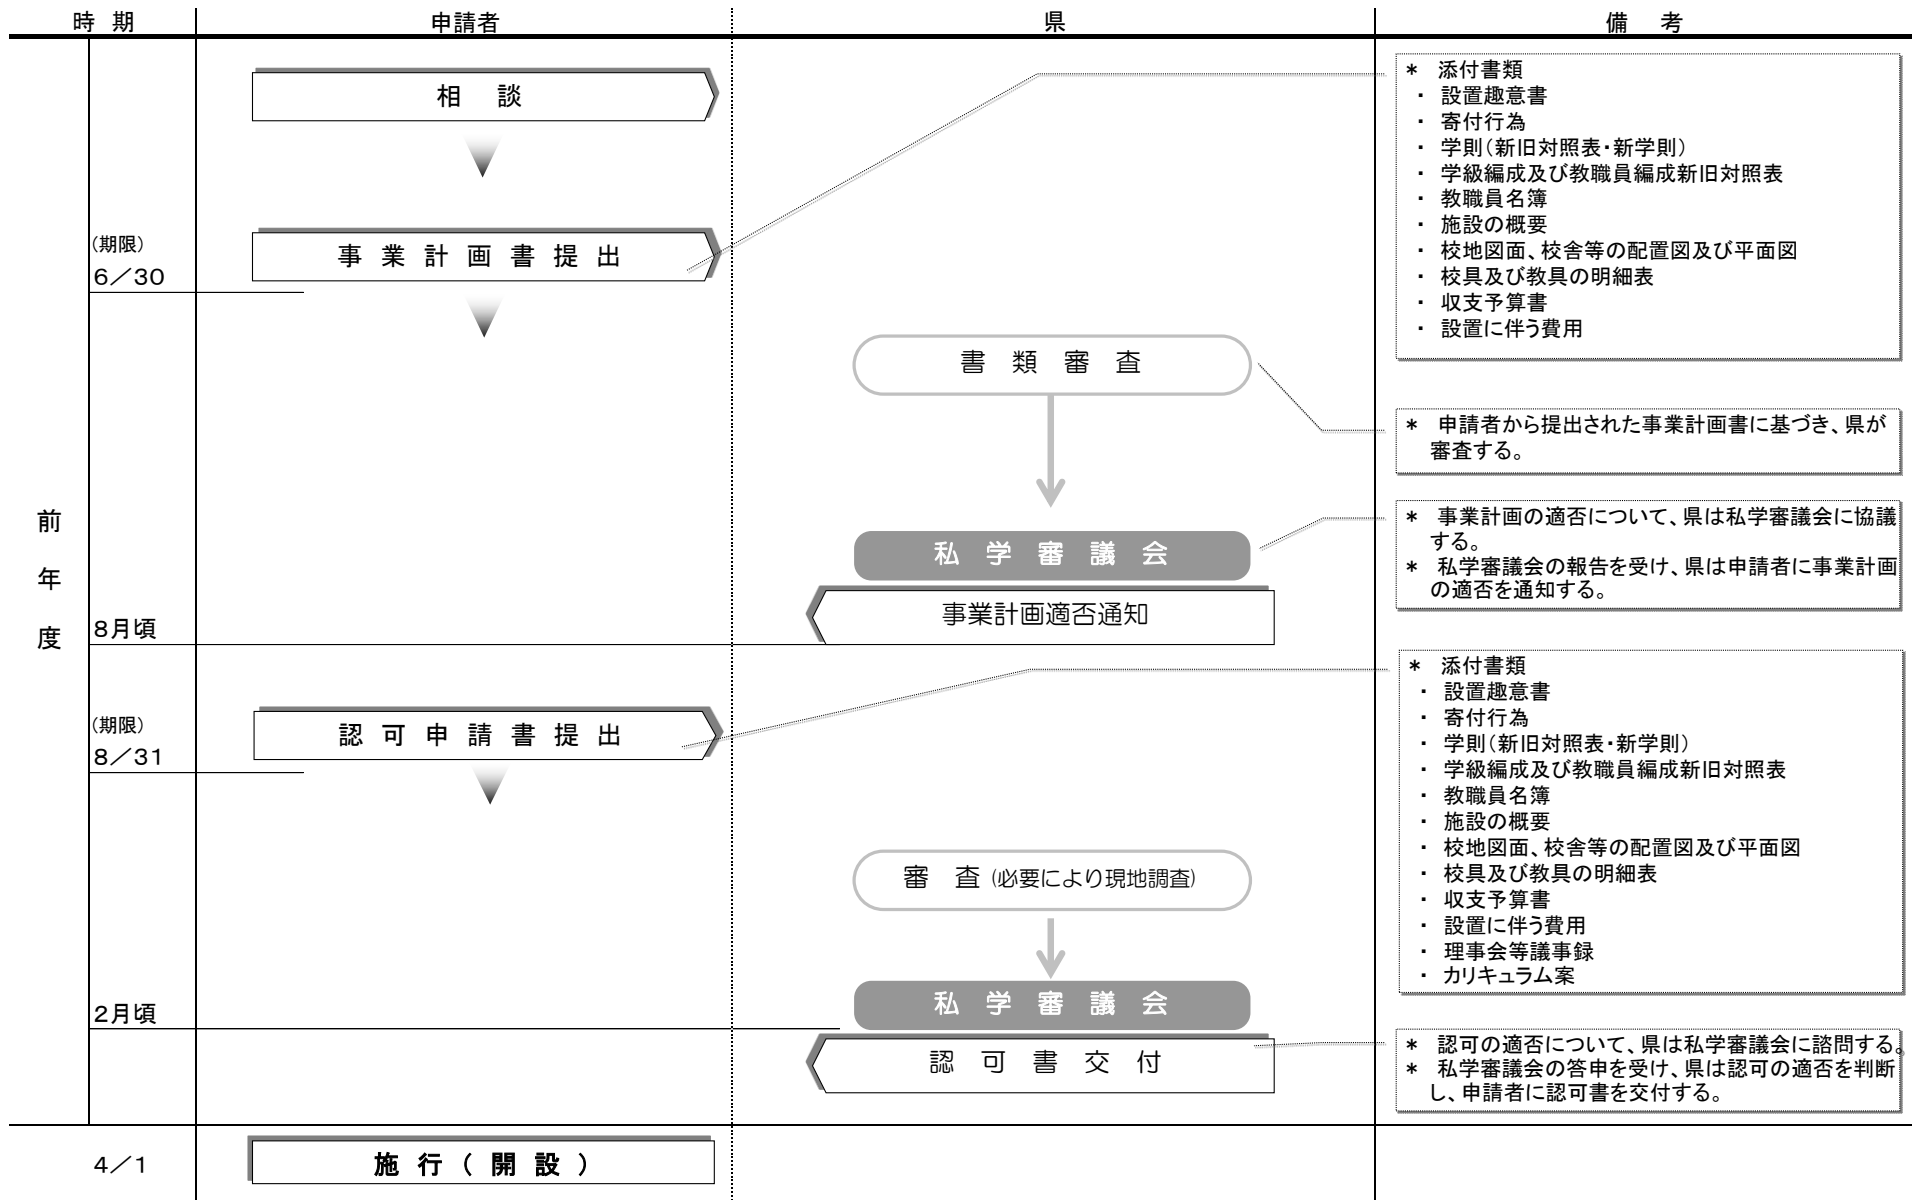 時 期
申請者
県
備 考
相 談
* 添付書類
・ 設置趣意書
・ 寄付行為
・ 学則(新旧対照表・新学則)
・ 学級編成及び教職員編成新旧対照表
・ 教職員名簿
・ 施設の概要
・ 校地図面、校舎等の配置図及び平面図
・ 校具及び教具の明細表
・ 収支予算書
・ 設置に伴う費用
(期限)
6/30
事 業 計 画 書 提 出
書 類 審 査
* 申請者から提出された事業計画書に基づき、県が
審査する。
前
年
度
私 学 審 議 会
* 事業計画の適否について、県は私学審議会に協議
する。
* 私学審議会の報告を受け、県は申請者に事業計画
の適否を通知する。
8月頃
事業計画適否通知
(期限)
8/31
認 可 申 請 書 提 出
* 添付書類
・ 設置趣意書
・ 寄付行為
・ 学則(新旧対照表・新学則)
・ 学級編成及び教職員編成新旧対照表
・ 教職員名簿
・ 施設の概要
・ 校地図面、校舎等の配置図及び平面図
・ 校具及び教具の明細表
・ 収支予算書
・ 設置に伴う費用
・ 理事会等議事録
・ カリキュラム案
審 査 (必要により現地調査)
2月頃
私 学 審 議 会
認 可 書 交 付
* 認可の適否について、県は私学審議会に諮問する。
* 私学審議会の答申を受け、県は認可の適否を判断
し、申請者に認可書を交付する。
4/1
施 行 ( 開 設 )